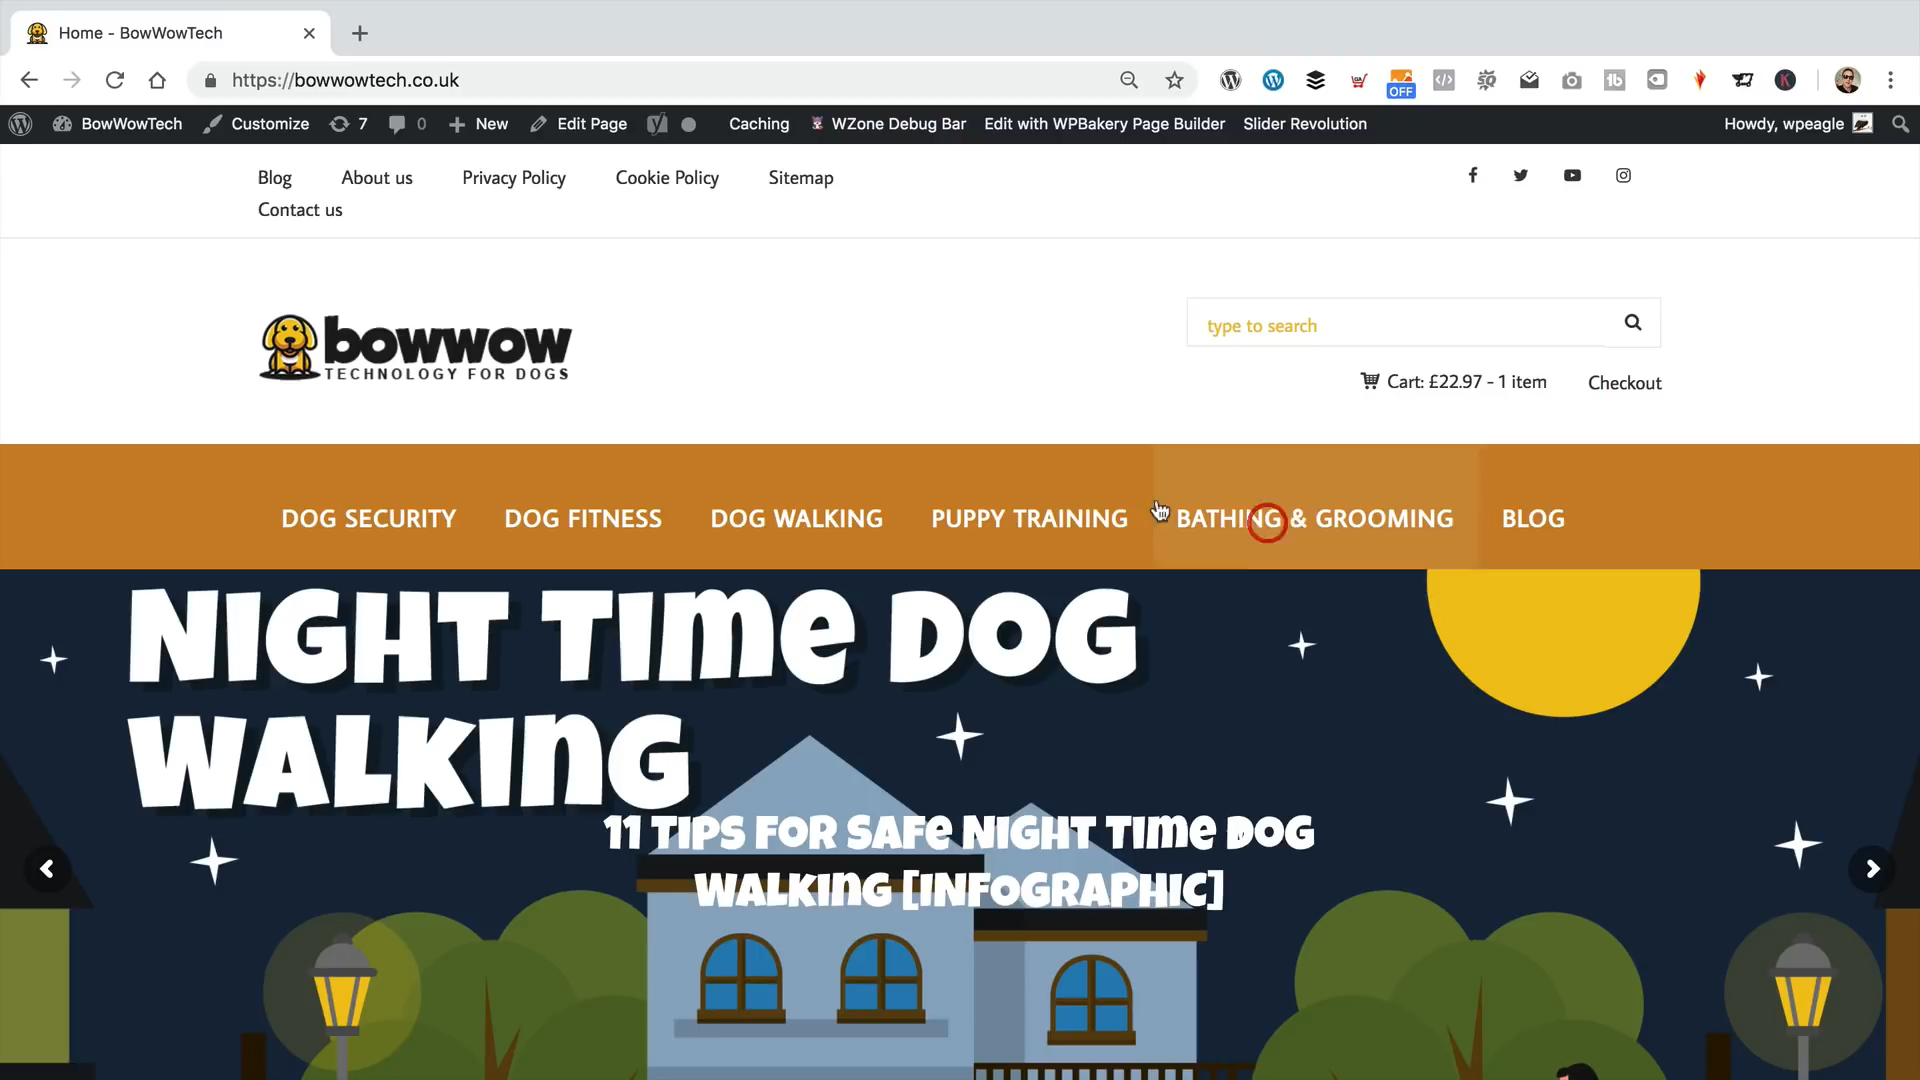 Home - BowWowTech
https://bowwowtech.co.uk
OFF
BowWowTech Customize 7 0 New Edit Page Caching WZone Debug Bar Edit with WPBakery Page Builder Slider Revolution Howdy, wpeagle
Blog About us Privacy Policy Cookie Policy Sitemap
Contact us
bowwow
TECHNOLOGY FOR DOGS
type to search
Cart: £22.97 - 1 item Checkout
DOG SECURITY DOG FITNESS DOG WALKING PUPPY TRAINING BATHING & GROOMING BLOG
NIGHT TIME DOG
WALKING
11 TIPS FOR SAFE NIGHT TIME DOG
WALKING [INFOGRAPHIC]